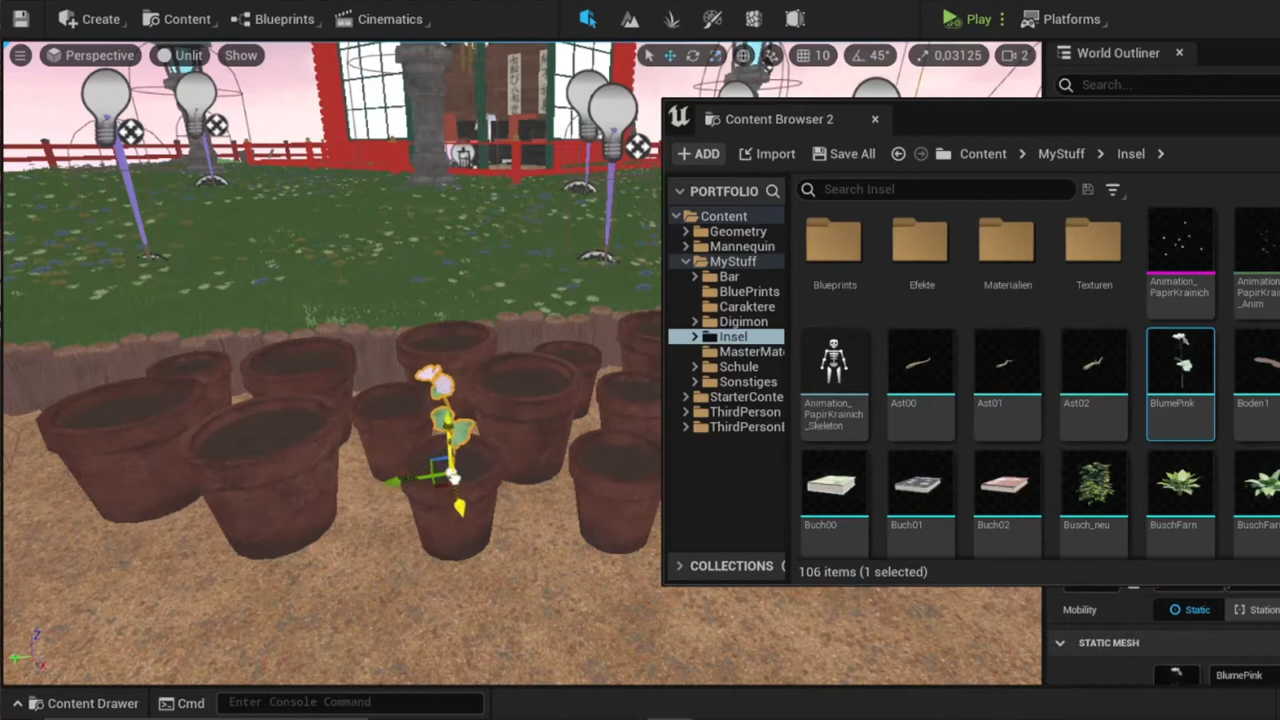 Create
Content
Blueprints
Cinematics
Play
Platforms
Perspective
Unlit
Show
10
45°
0,03125
2
World Outliner
Search...
Content Browser 2
ADD
Import
Save All
Content
MyStuff
Insel
PORTFOLIO
Search Insel
Content
Geometry
Mannequin
MyStuff
Bar
BluePrints
Caraktere
Digimon
Insel
MasterMat
Schule
Sonstiges
StarterConte
ThirdPerson
ThirdPersonB
Blueprints
Efekte
Materialien
Texturen
Animation_
PapirKrainich
Animation_
PapirKrainich
_Anim
Animation_
PapirKrainich
_Skeleton
Ast00
Ast01
Ast02
BlumePink
Boden1
Buch00
Buch01
Buch02
Busch_neu
BuschFarn
BuschFar
COLLECTIONS
106 items (1 selected)
Mobility
Static
Station
STATIC MESH
BlumePink
Z
X
Content Drawer
Cmd
Enter Console Command